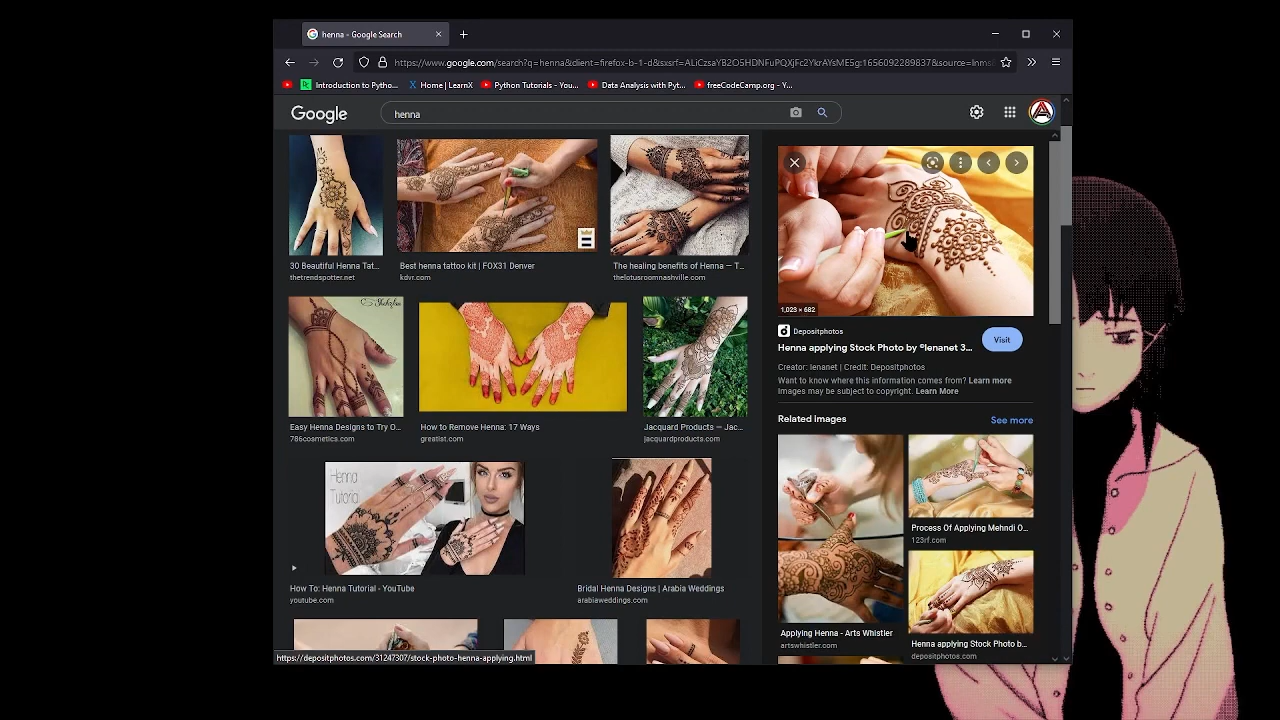 henna - Google Search
https://www.google.com/search?q=henna&client=firefox-b-1-d&sxsrf=ALiCzsaYB2O5HDNFuPQXjFc2YkrAYsME5g:1656092289837&source=lnms
Introduction to Pytho...
Home | LearnX
Python Tutorials - You...
Data Analysis with Pyt...
freeCodeCamp.org - Y...
Google
henna
30 Beautiful Henna Tat...
thetrendspotter.net
Best henna tattoo kit | FOX31 Denver
kdvr.com
The healing benefits of Henna — T...
thelotusroomnashville.com
Easy Henna Designs to Try O...
786cosmetics.com
How to Remove Henna: 17 Ways
greatist.com
Jacquard Products — Jac...
jacquardproducts.com
Henna
Tutorial
How To: Henna Tutorial - YouTube
youtube.com
Bridal Henna Designs | Arabia Weddings
arabiaweddings.com
1,023 × 682
Depositphotos
Henna applying Stock Photo by ©lenanet 3...
Visit
Creator: lenanet | Credit: Depositphotos
Want to know where this information comes from? Learn more
Images may be subject to copyright. Learn More
Related Images
See more
Process Of Applying Mehndi O...
123rf.com
Applying Henna - Arts Whistler
artswhistler.com
Henna applying Stock Photo b...
depositphotos.com
https://depositphotos.com/31247307/stock-photo-henna-applying.html